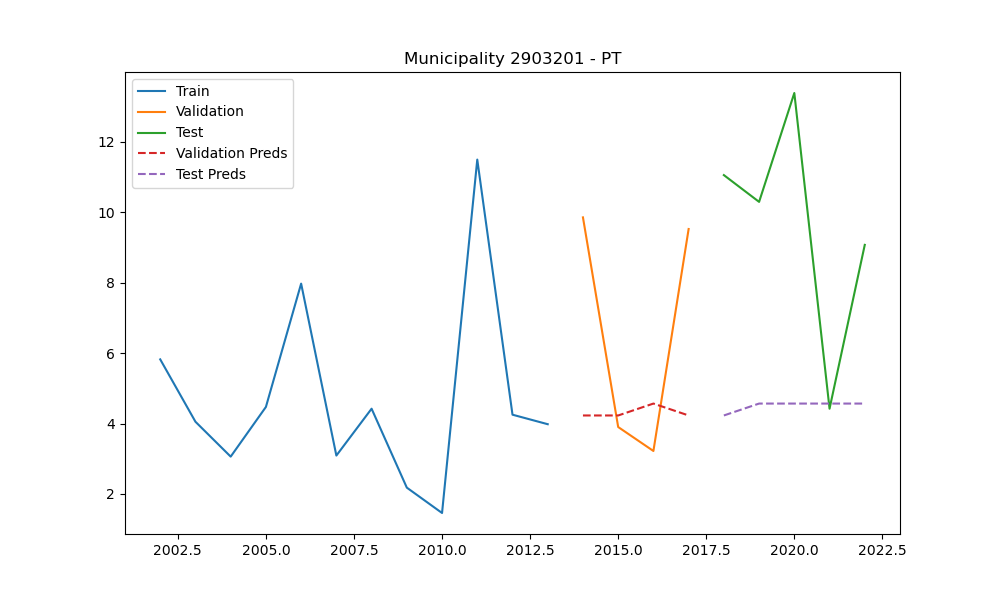 Municipality 2903201 - PT
Train
Validation
Test
Validation Preds
Test Preds
12
10
8
6
4
2
2002.5 2005.0 2007.5 2010.0 2012.5 2015.0 2017.5 2020.0 2022.5